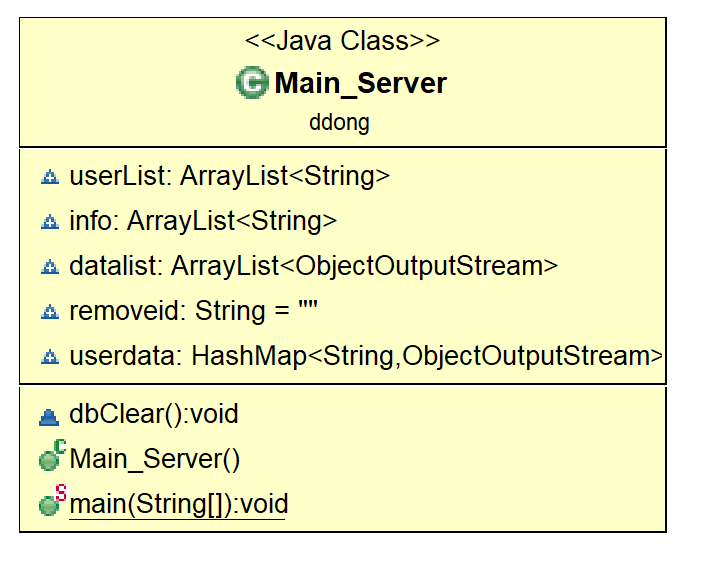 <<Java Class>>
Main_Server
ddong
userList: ArrayList<String>
info: ArrayList<String>
datalist: ArrayList<ObjectOutputStream>
removeid: String = ""
userdata: HashMap<String,ObjectOutputStream>
dbClear():void
Main_Server()
main(String[]):void